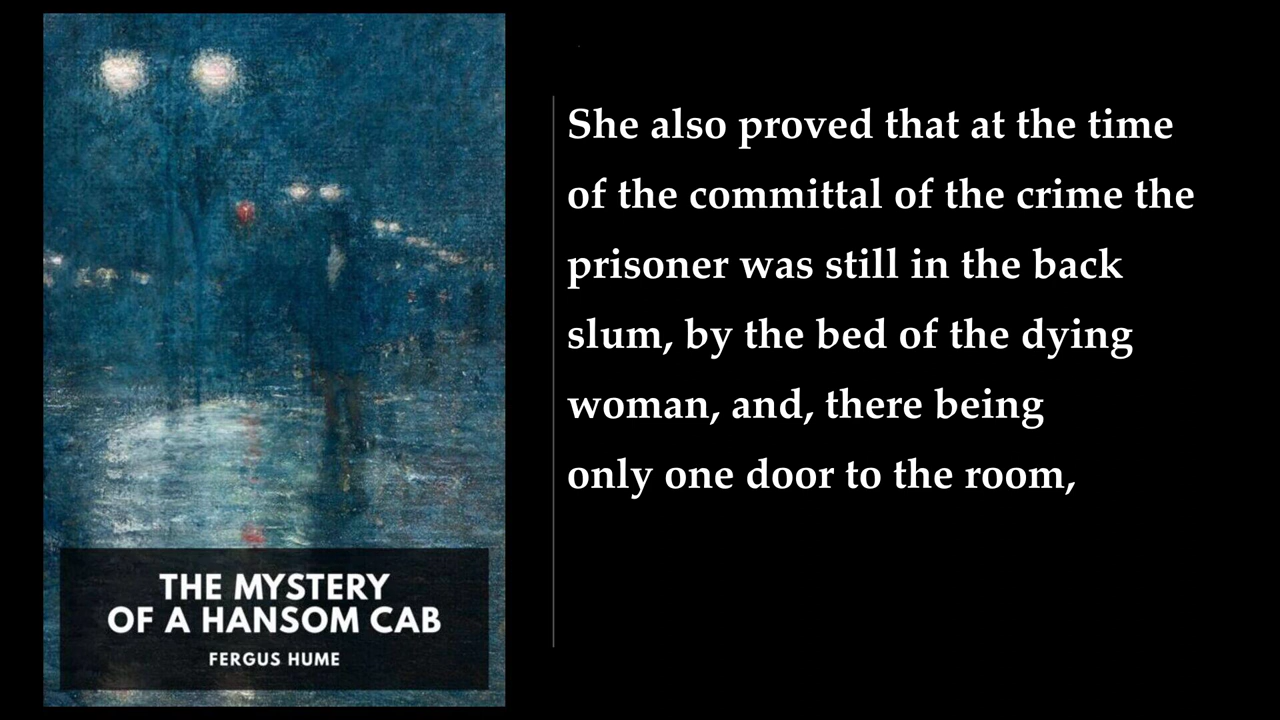 She also proved that at the time
of the committal of the crime the
prisoner was still in the back
slum, by the bed of the dying
woman, and, there being
only one door to the room,
THE MYSTERY
OF A HANSOM CAB
FERGUS HUME